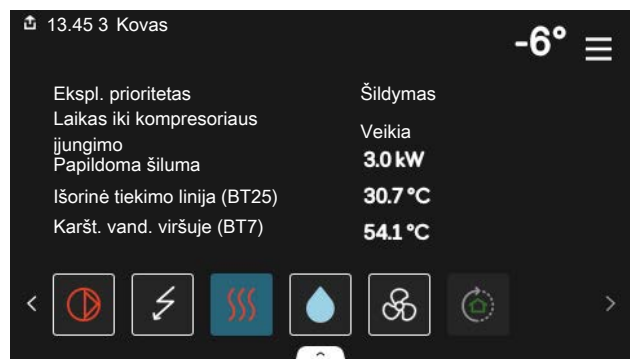 13.45 3 Kovas
-6°
Ekspl. prioritetas Šildymas
Laikas iki kompresoriaus
įjungimo Veikia
Papildoma šiluma 3.0 kW
Išorinė tiekimo linija (BT25) 30.7 °C
Karšt. vand. viršuje (BT7) 54.1 °C